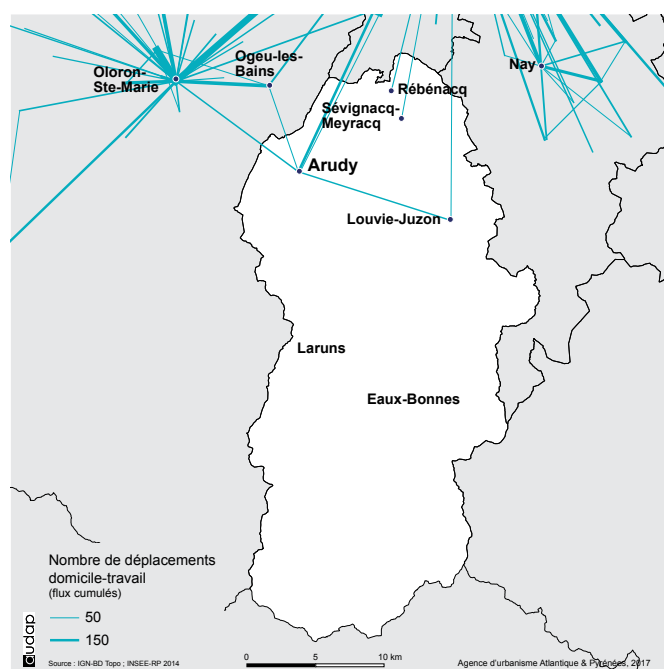 Ogeu-les-
Bains
Oloron-
Ste-Marie
Nay
Rébénacq
Sévignacq-
Meyracq
Arudy
Louvie-Juzon
Laruns
Eaux-Bonnes
Nombre de déplacements
domicile-travail
(flux cumulés)
50
150
audap
Source : IGN-BD Topo ; INSEE-RP 2014
0 5 10 km
Agence d'urbanisme Atlantique & Pyrénées, 2017